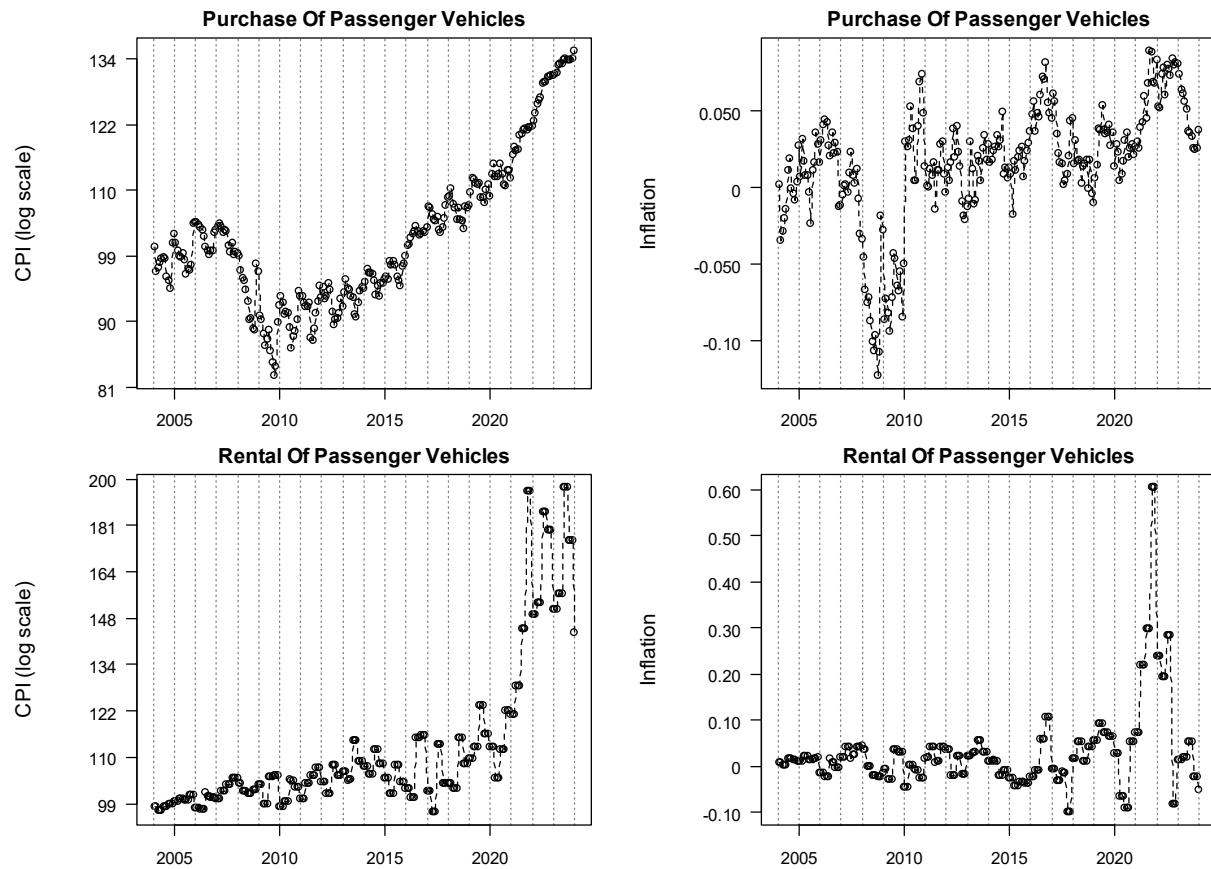 Purchase Of Passenger Vehicles
CPI (log scale)
134
122
110
99
90
81
2005 2010 2015 2020
Purchase Of Passenger Vehicles
Inflation
0.050
0
-0.050
-0.10
2005 2010 2015 2020
Rental Of Passenger Vehicles
CPI (log scale)
200
181
164
148
134
122
110
99
2005 2010 2015 2020
Rental Of Passenger Vehicles
Inflation
0.60
0.50
0.40
0.30
0.20
0.10
0
-0.10
2005 2010 2015 2020